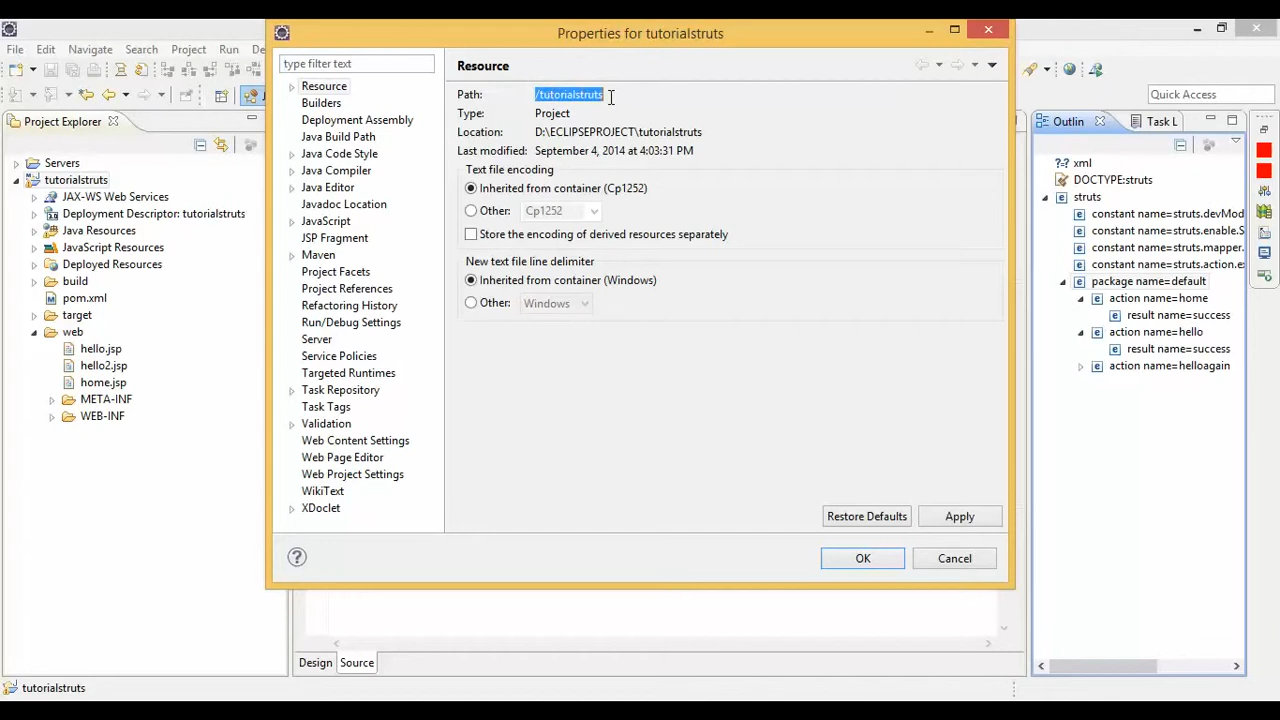 Properties for tutorialstruts
File Edit Navigate Search Project Run
Quick Access
Project Explorer
Servers
tutorialstruts
JAX-WS Web Services
Deployment Descriptor: tutorialstruts
Java Resources
JavaScript Resources
Deployed Resources
build
pom.xml
target
web
hello.jsp
hello2.jsp
home.jsp
META-INF
WEB-INF
type filter text
Resource
Builders
Deployment Assembly
Java Build Path
Java Code Style
Java Compiler
Java Editor
Javadoc Location
JavaScript
JSP Fragment
Maven
Project Facets
Project References
Refactoring History
Run/Debug Settings
Server
Service Policies
Targeted Runtimes
Task Repository
Task Tags
Validation
Web Content Settings
Web Page Editor
Web Project Settings
WikiText
XDoclet
Resource
Path: /tutorialstruts
Type: Project
Location: D:\ECLIPSEPROJECT\tutorialstruts
Last modified: September 4, 2014 at 4:03:31 PM
Text file encoding
Inherited from container (Cp1252)
Other: Cp1252
Store the encoding of derived resources separately
New text file line delimiter
Inherited from container (Windows)
Other: Windows
Restore Defaults Apply
OK Cancel
Outlin Task L
xml
DOCTYPE:struts
struts
constant name=struts.devMod
constant name=struts.enable.S
constant name=struts.mapper.
constant name=struts.action.ex
package name=default
action name=home
result name=success
action name=hello
result name=success
action name=helloagain
Design Source
tutorialstruts